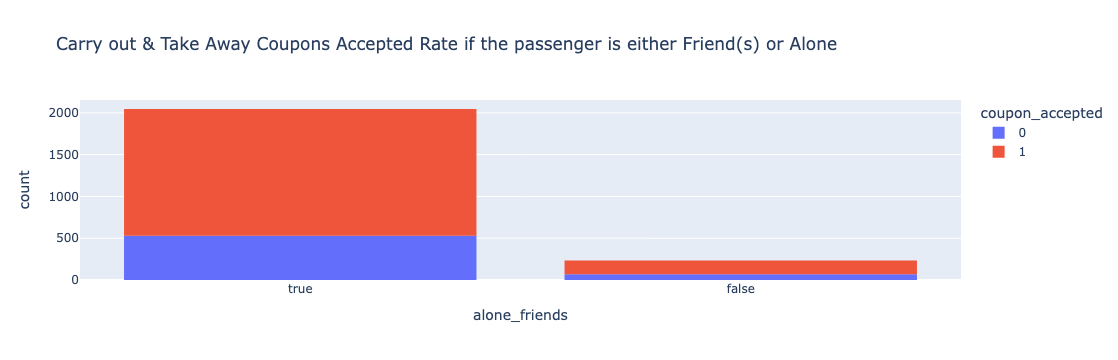 Carry out & Take Away Coupons Accepted Rate if the passenger is either Friend(s) or Alone
coupon_accepted
0
1
2000
1500
1000
500
0
count
true
false
alone_friends